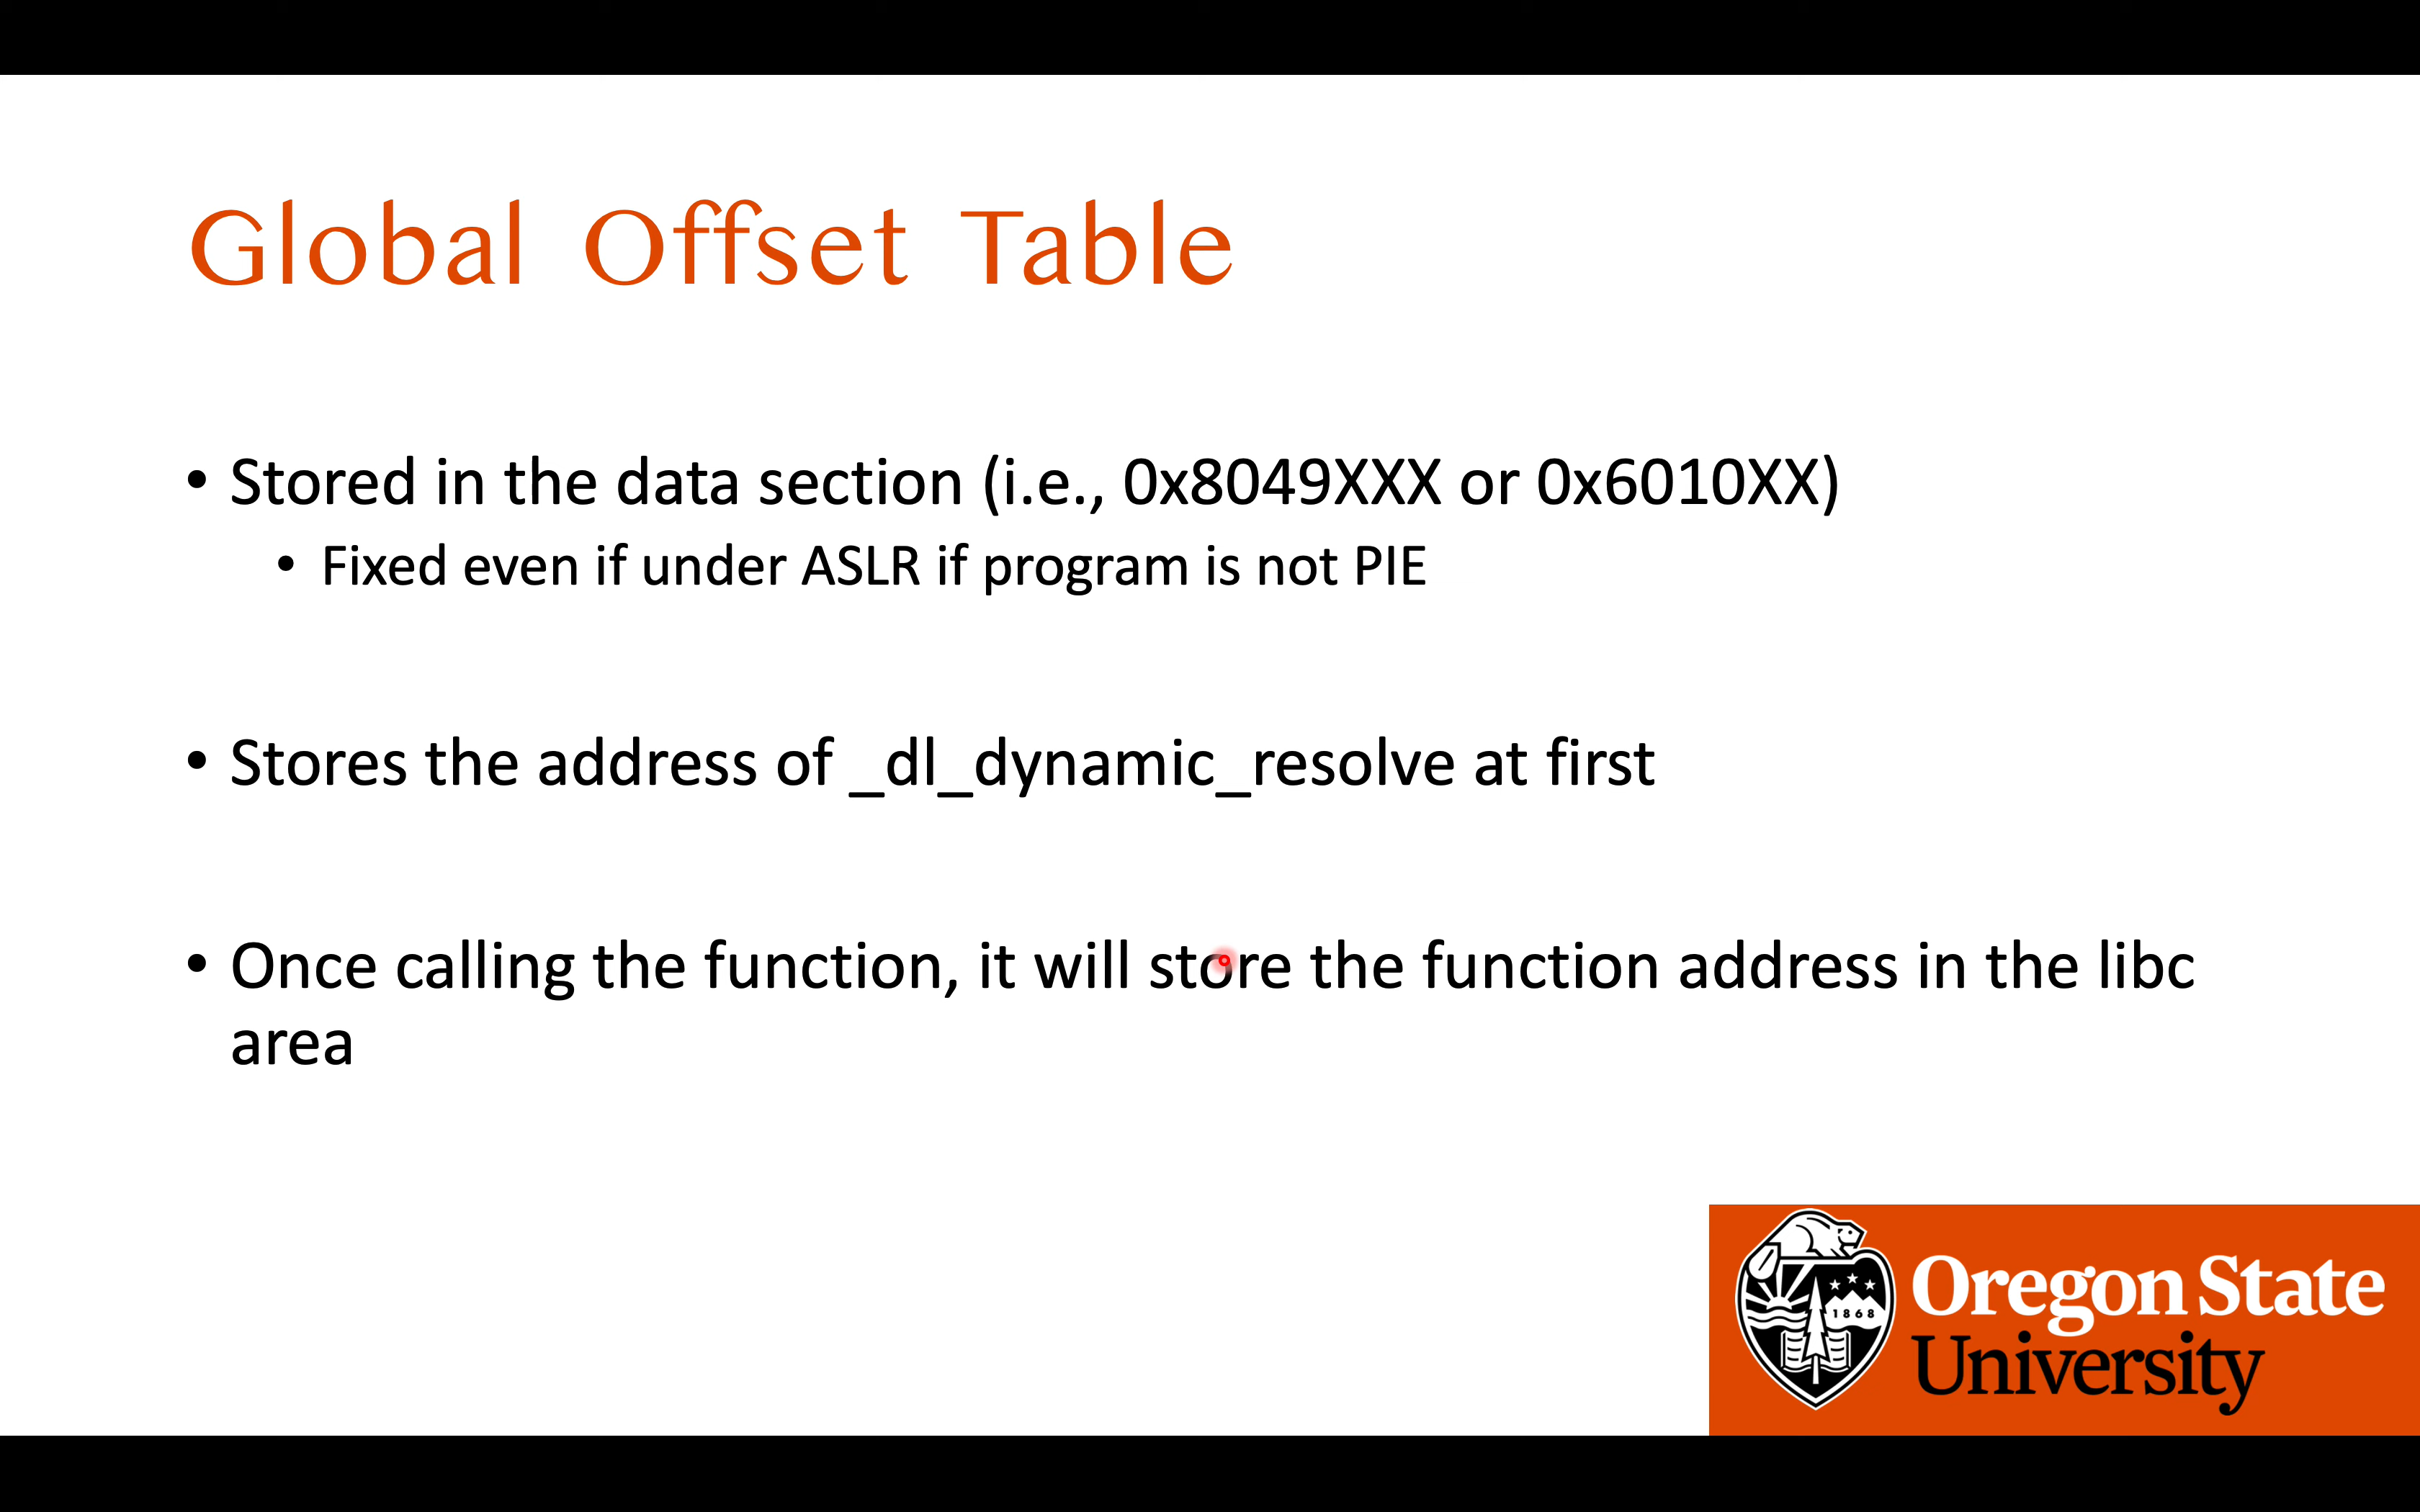 Global Offset Table
• Stored in the data section (i.e., 0x8049XXX or 0x6010XX)
• Fixed even if under ASLR if program is not PIE
• Stores the address of _dl_dynamic_resolve at first
• Once calling the function, it will store the function address in the libc
area
1868
Oregon State
University